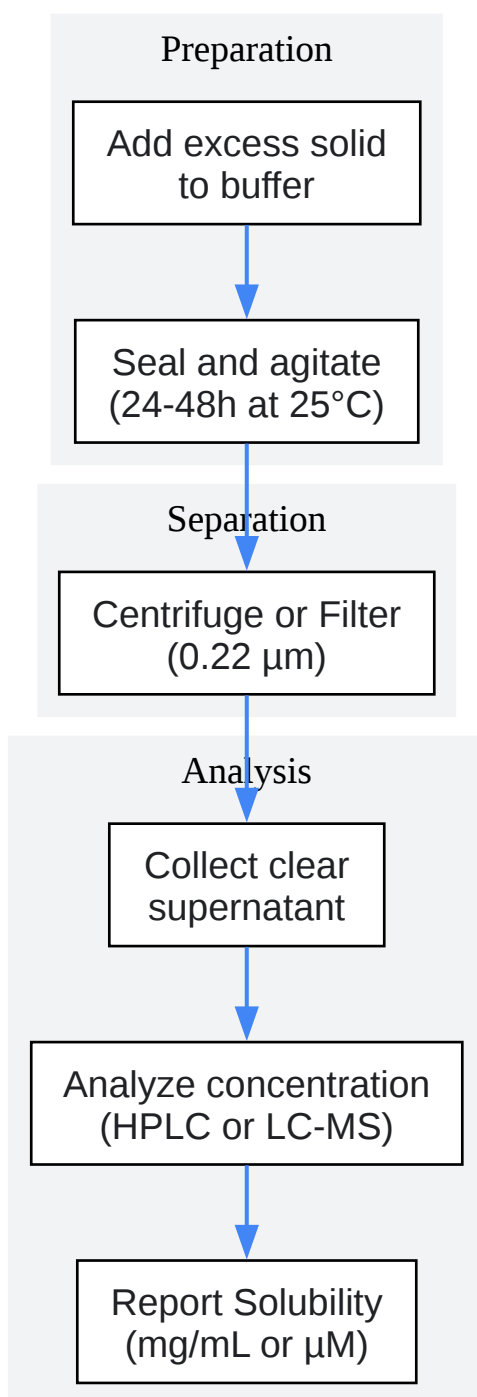 Preparation
Add excess solid
to buffer
Seal and agitate
(24-48h at 25°C)
Separation
Centrifuge or Filter
(0.22 µm)
Analysis
Collect clear
supernatant
Analyze concentration
(HPLC or LC-MS)
Report Solubility
(mg/mL or µM)